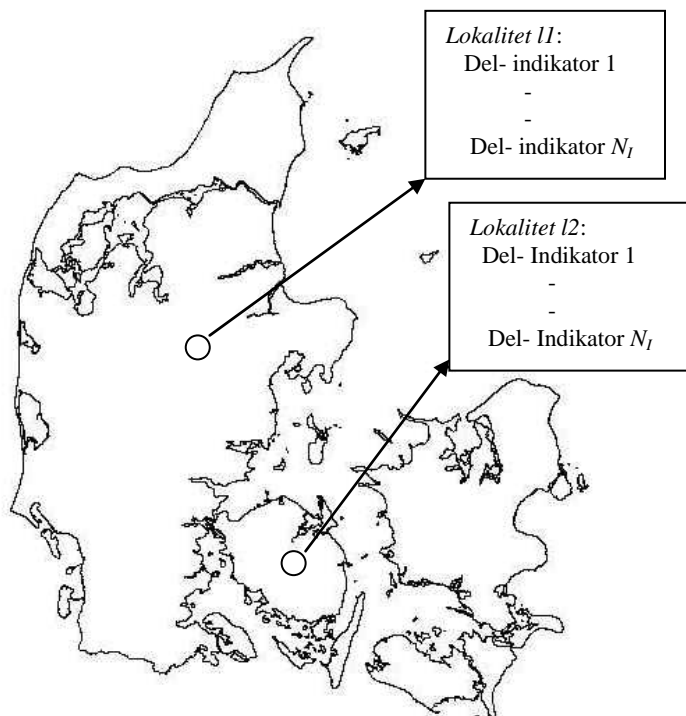 Lokalitet l1:
Del- indikator 1
-
-
Del- indikator N_I
Lokalitet l2:
Del- Indikator 1
-
-
Del- Indikator N_I